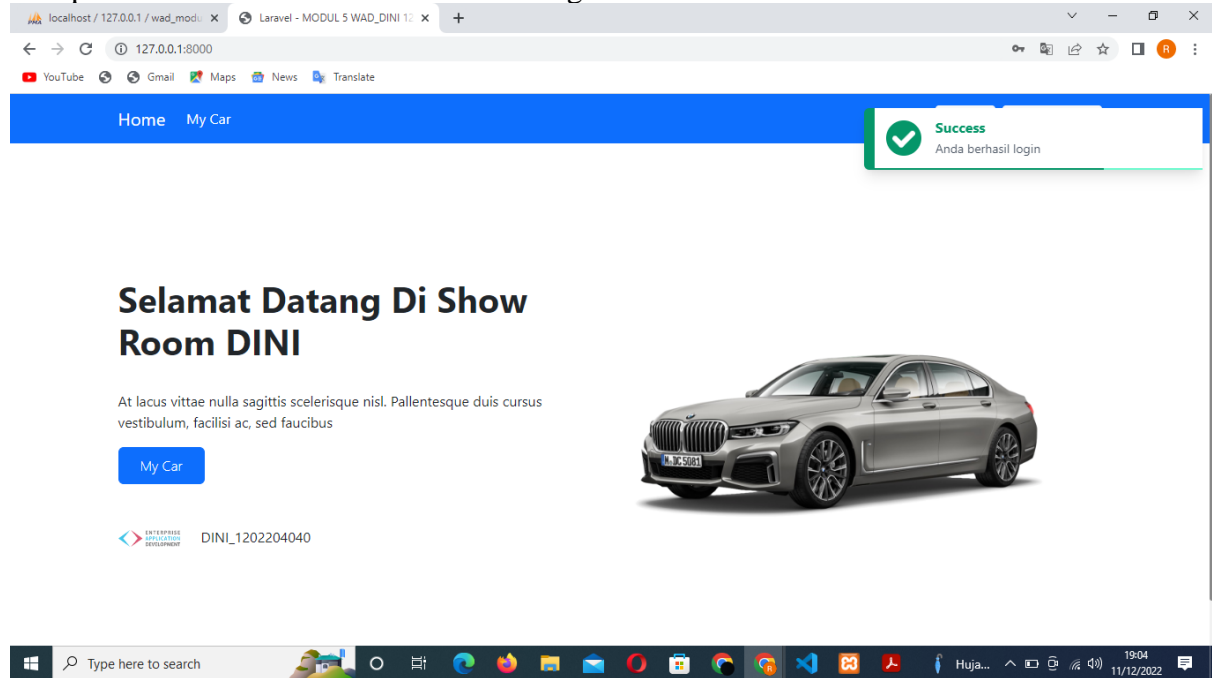 localhost / 127.0.0.1 / wad_modu
Laravel - MODUL 5 WAD_DINI 12
127.0.0.1:8000
YouTube
Gmail
Maps
News
Translate
R
Home
My Car
Success
Anda berhasil login
Selamat Datang Di Show
Room DINI
At lacus vittae nulla sagittis scelerisque nisl. Pallentesque duis cursus
vestibulum, facilisi ac, sed faucibus
My Car
M·DC 5081
ENTERPRISE
APPLICATION
DEVELOPMENT
DINI_1202204040
Type here to search
Huja...
19:04
11/12/2022